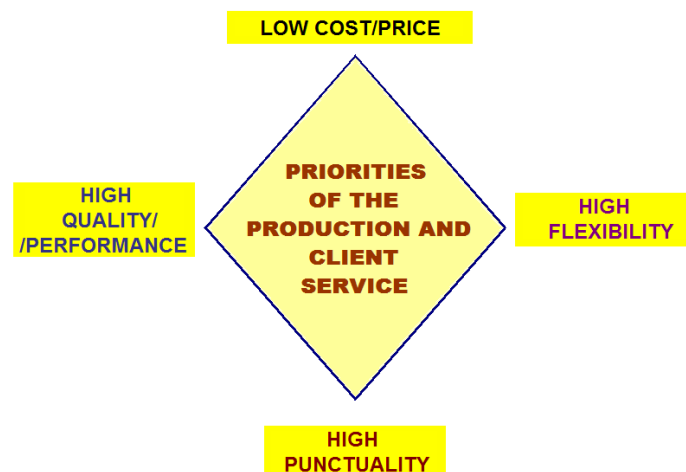 LOW COST/PRICE
PRIORITIES
OF THE
PRODUCTION AND
CLIENT
SERVICE
HIGH
QUALITY/
/PERFORMANCE
HIGH
FLEXIBILITY
HIGH
PUNCTUALITY